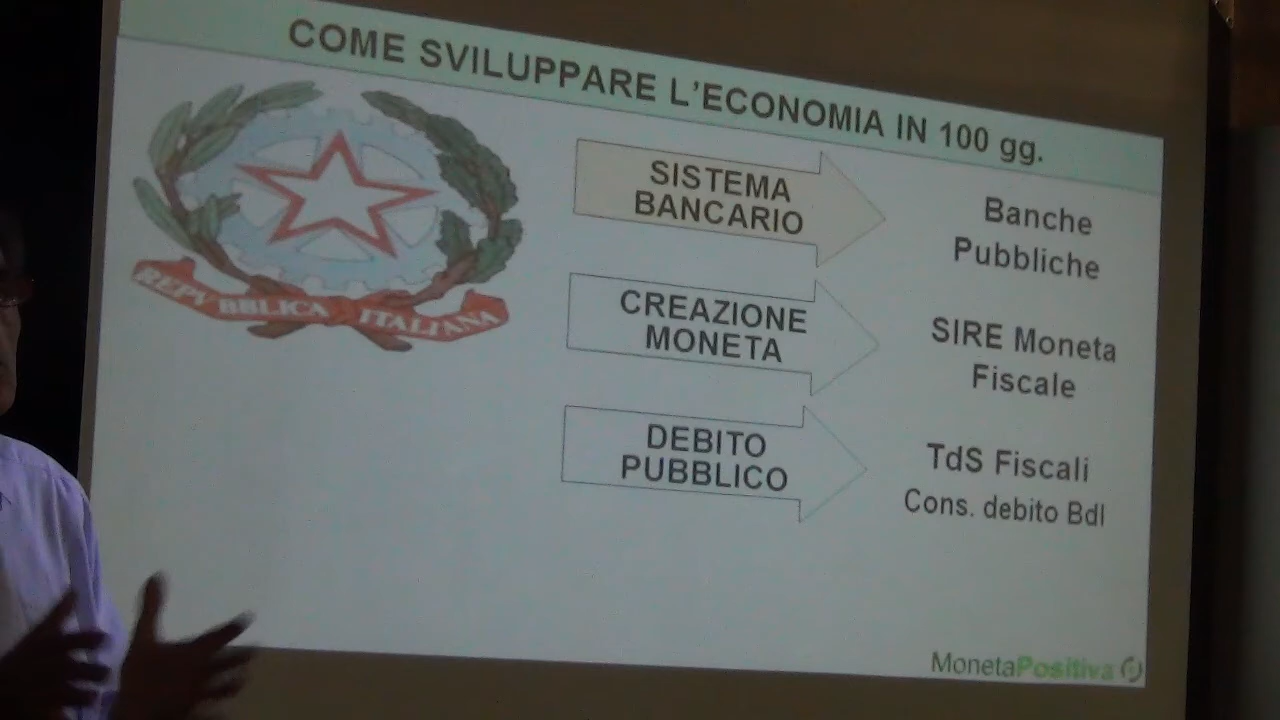 COME SVILUPPARE L'ECONOMIA IN 100 gg.
REPVBBLICA ITALIANA
SISTEMA
BANCARIO
Banche
Pubbliche
CREAZIONE
MONETA
SIRE Moneta
Fiscale
DEBITO
PUBBLICO
TdS Fiscali
Cons. debito BdI
MonetaPositiva